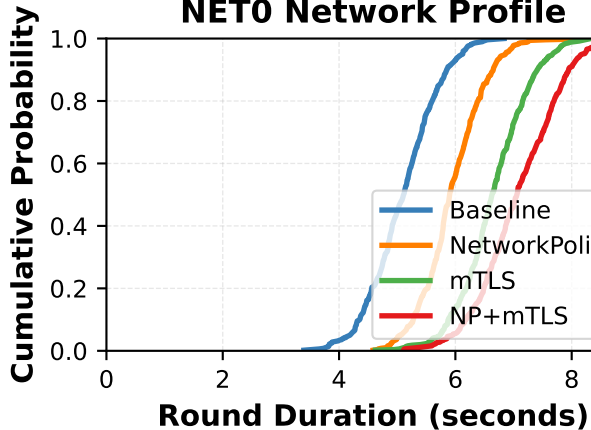 NET0 Network Profile
Cumulative Probability
1.0
0.8
0.6
0.4
0.2
0.0
Baseline
NetworkPoli
mTLS
NP+mTLS
0 2 4 6 8
Round Duration (seconds)